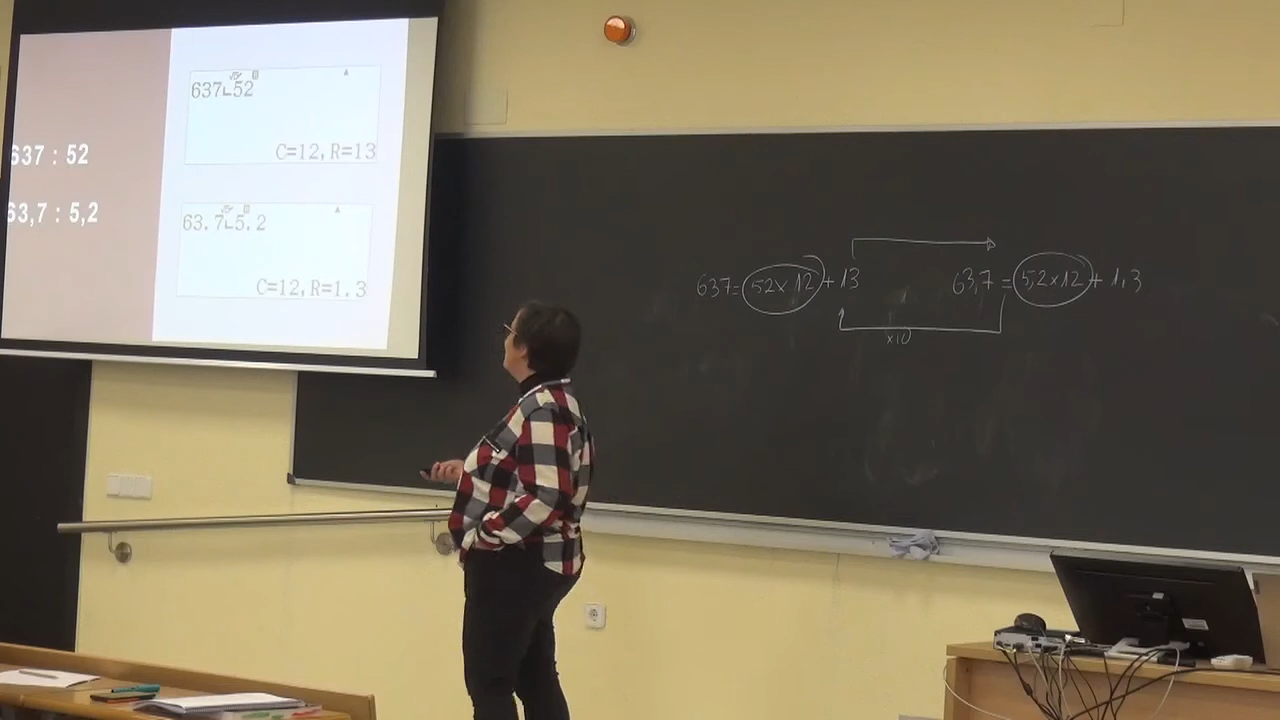 637 : 52
63,7 : 5,2
637⌙52
C=12,R=13
63.7⌙5.2
C=12,R=1.3
637=52x12+13
63,7=5,2x12+1,3
x10